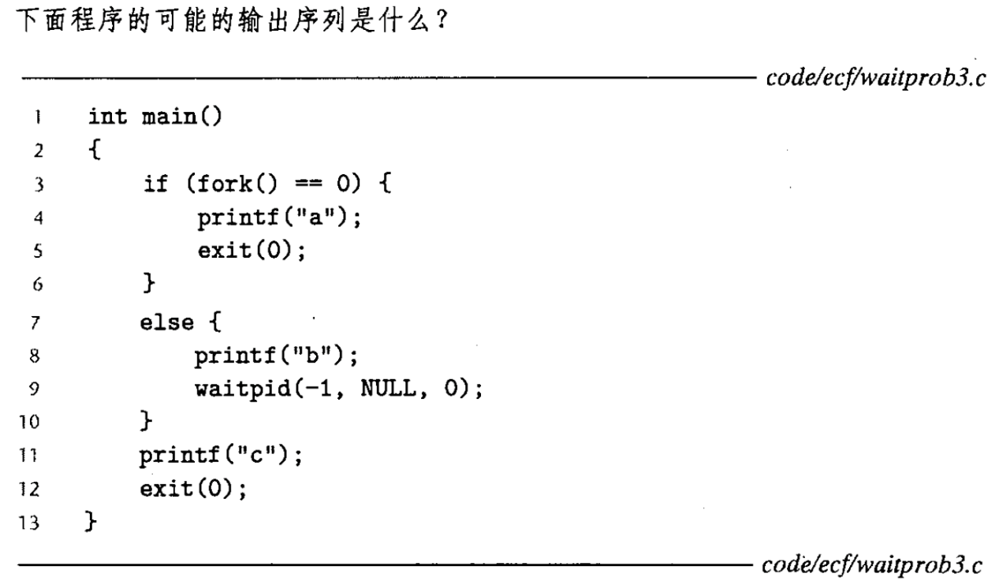 下面程序的可能的输出序列是什么？
code/ecf/waitprob3.c
1 int main()
2 {
3 if (fork() == 0) {
4 printf("a");
5 exit(0);
6 }
7 else {
8 printf("b");
9 waitpid(-1, NULL, 0);
10 }
11 printf("c");
12 exit(0);
13 }
code/ecf/waitprob3.c